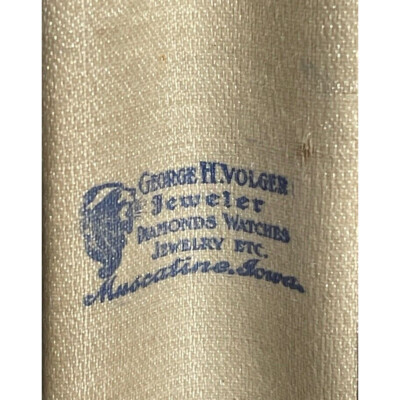 GEORGE H. VOLGER
Jeweler
DIAMONDS WATCHES
JEWELRY ETC.
Muscatine, Iowa.